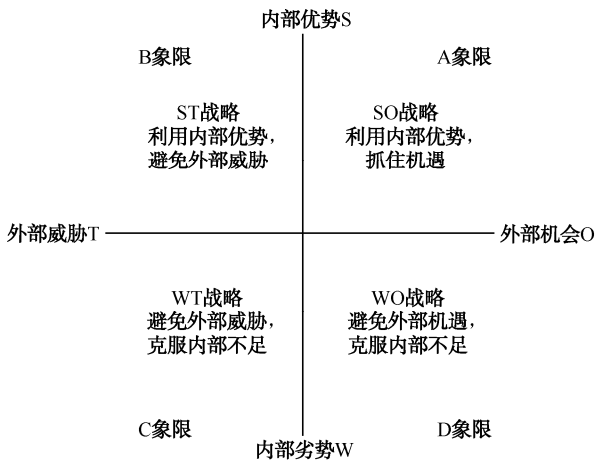 内部优势S
B象限
A象限
ST战略
利用内部优势，
避免外部威胁
SO战略
利用内部优势，
抓住机遇
外部威胁T
外部机会O
WT战略
避免外部威胁，
克服内部不足
WO战略
避免外部机遇，
克服内部不足
C象限
D象限
内部劣势W